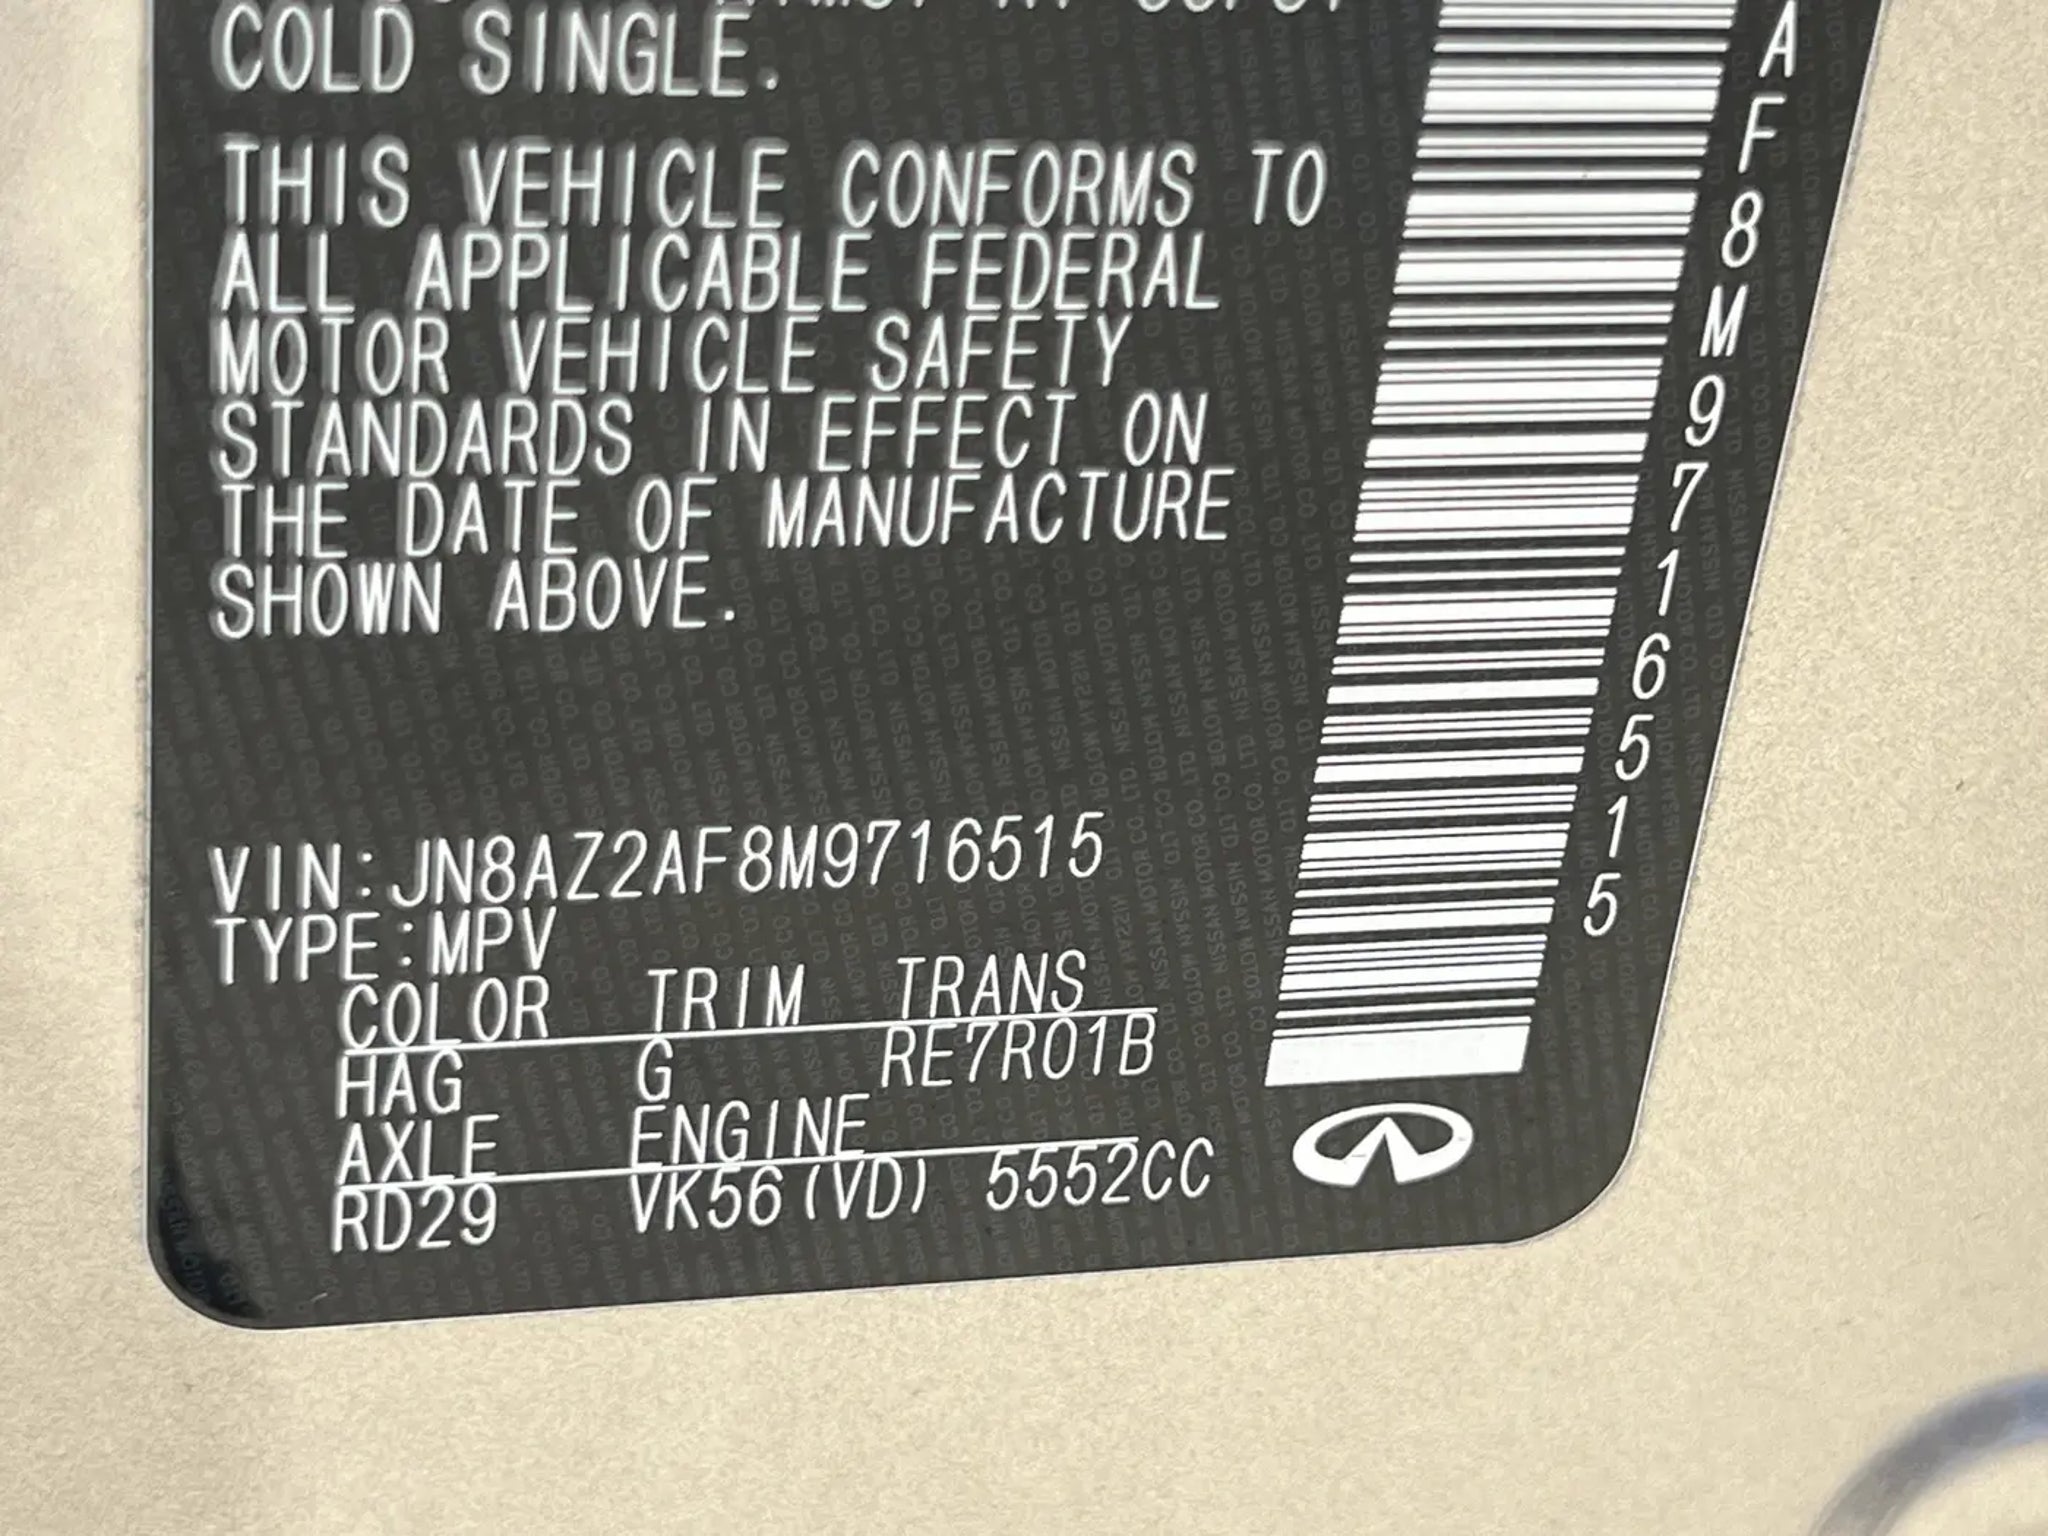 COLD SINGLE.
THIS VEHICLE CONFORMS TO
ALL APPLICABLE FEDERAL
MOTOR VEHICLE SAFETY
STANDARDS IN EFFECT ON
THE DATE OF MANUFACTURE
SHOWN ABOVE.
VIN:JN8AZ2AF8M9716515
TYPE:MPV
COLOR TRIM TRANS
HAG G RE7R01B
AXLE ENGINE
RD29 VK56(VD) 5552CC
AF8M9716515